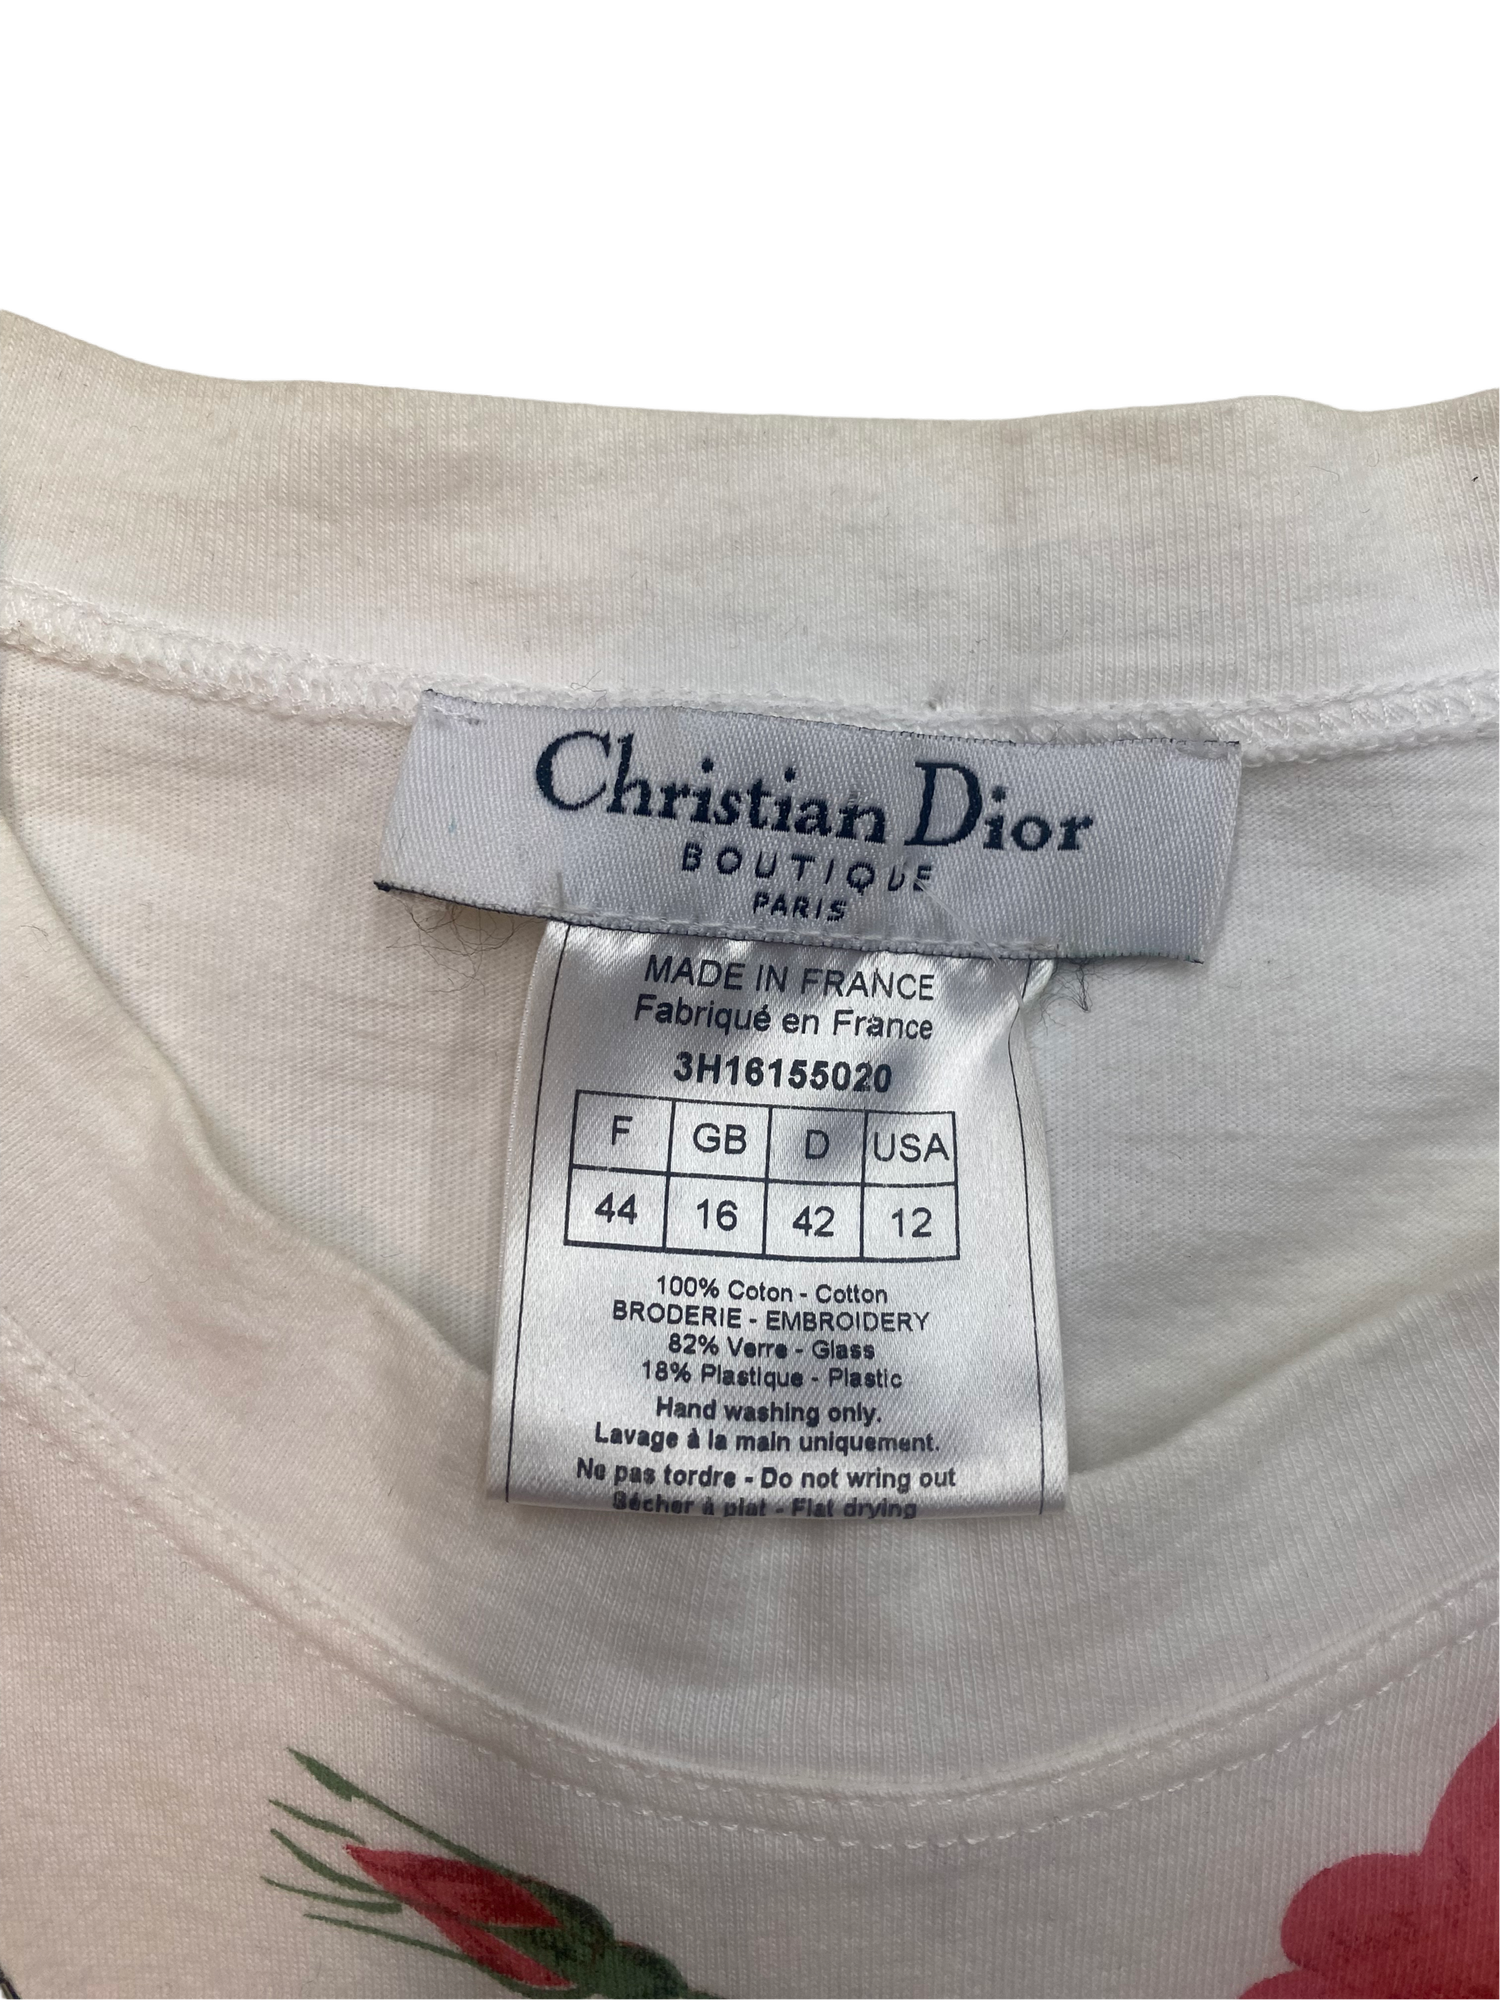 Christian Dior
BOUTIQUE
PARIS
MADE IN FRANCE
Fabriqué en France
3H16155020
F GB D USA
44 16 42 12
100% Coton - Cotton
BRODERIE - EMBROIDERY
82% Verre - Glass
18% Plastique - Plastic
Hand washing only.
Lavage à la main uniquement.
Ne pas tordre - Do not wring out
Sécher à plat - Flat drying